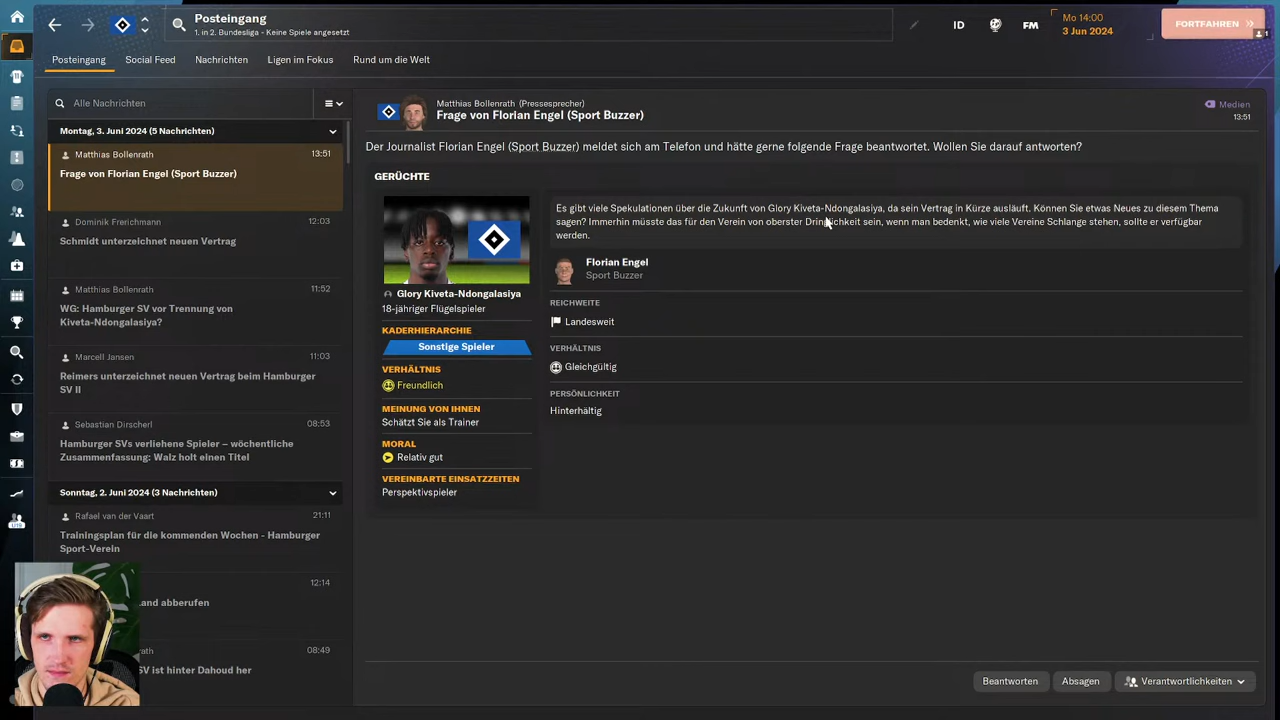 Posteingang
1. in 2. Bundesliga - Keine Spiele angesetzt
ID
FM
Mo 14:00
3 Jun 2024
FORTFAHREN
1
Posteingang
Social Feed
Nachrichten
Ligen im Fokus
Rund um die Welt
Alle Nachrichten
Montag, 3. Juni 2024 (5 Nachrichten)
Matthias Bollenrath
13:51
Frage von Florian Engel (Sport Buzzer)
Dominik Frerichmann
12:03
Schmidt unterzeichnet neuen Vertrag
Matthias Bollenrath
11:52
WG: Hamburger SV vor Trennung von
Kiveta-Ndongalasiya?
Marcell Jansen
11:03
Reimers unterzeichnet neuen Vertrag beim Hamburger
SV II
Sebastian Dirscherl
08:53
Hamburger SVs verliehene Spieler – wöchentliche
Zusammenfassung: Walz holt einen Titel
Sonntag, 2. Juni 2024 (3 Nachrichten)
Rafael van der Vaart
21:11
Trainingsplan für die kommenden Wochen - Hamburger
Sport-Verein
12:14
and abberufen
08:49
SV ist hinter Dahoud her
U19
Matthias Bollenrath (Pressesprecher)
Frage von Florian Engel (Sport Buzzer)
Medien
13:51
Der Journalist Florian Engel (Sport Buzzer) meldet sich am Telefon und hätte gerne folgende Frage beantwortet. Wollen Sie darauf antworten?
GERÜCHTE
Glory Kiveta-Ndongalasiya
18-jähriger Flügelspieler
KADERHIERARCHIE
Sonstige Spieler
VERHÄLTNIS
Freundlich
MEINUNG VON IHNEN
Schätzt Sie als Trainer
MORAL
Relativ gut
VEREINBARTE EINSATZZEITEN
Perspektivspieler
Es gibt viele Spekulationen über die Zukunft von Glory Kiveta-Ndongalasiya, da sein Vertrag in Kürze ausläuft. Können Sie etwas Neues zu diesem Thema
sagen? Immerhin müsste das für den Verein von oberster Dringlichkeit sein, wenn man bedenkt, wie viele Vereine Schlange stehen, sollte er verfügbar
werden.
Florian Engel
Sport Buzzer
REICHWEITE
Landesweit
VERHÄLTNIS
Gleichgültig
PERSÖNLICHKEIT
Hinterhältig
Beantworten
Absagen
Verantwortlichkeiten